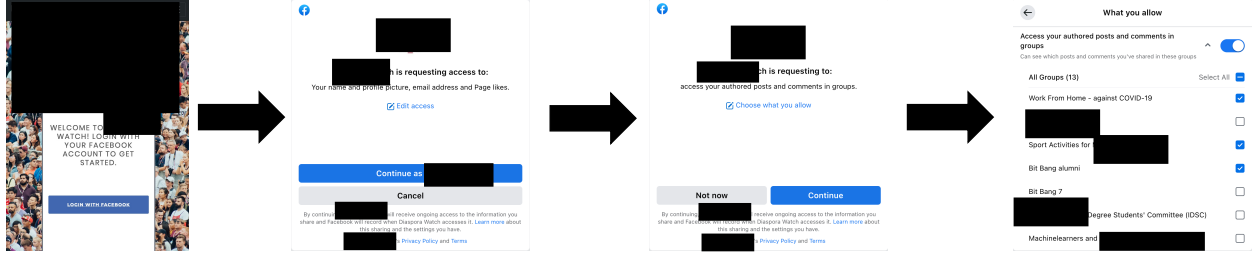 WELCOME TO
WATCH! LOGIN WITH
YOUR FACEBOOK
ACCOUNT TO GET
STARTED.
LOGIN WITH FACEBOOK
h is requesting access to:
Your name and profile picture, email address and Page likes.
Edit access
Continue as
Cancel
By continuing will receive ongoing access to the information you
share and Facebook will record when Diaspora Watch accesses it. Learn more about
this sharing and the settings you have.
's Privacy Policy and Terms
ch is requesting to:
access your authored posts and comments in groups.
Choose what you allow
Not now
Continue
By continuing, receive ongoing access to the information you
share and Facebook will record when Diaspora Watch accesses it. Learn more about
this sharing and the settings you have.
's Privacy Policy and Terms
What you allow
Access your authored posts and comments in
groups
Can see which posts and comments you've shared in these groups
All Groups (13)
Select All
Work From Home - against COVID-19
Sport Activities for
Bit Bang alumni
Bit Bang 7
Degree Students' Committee (IDSC)
Machinelearners and